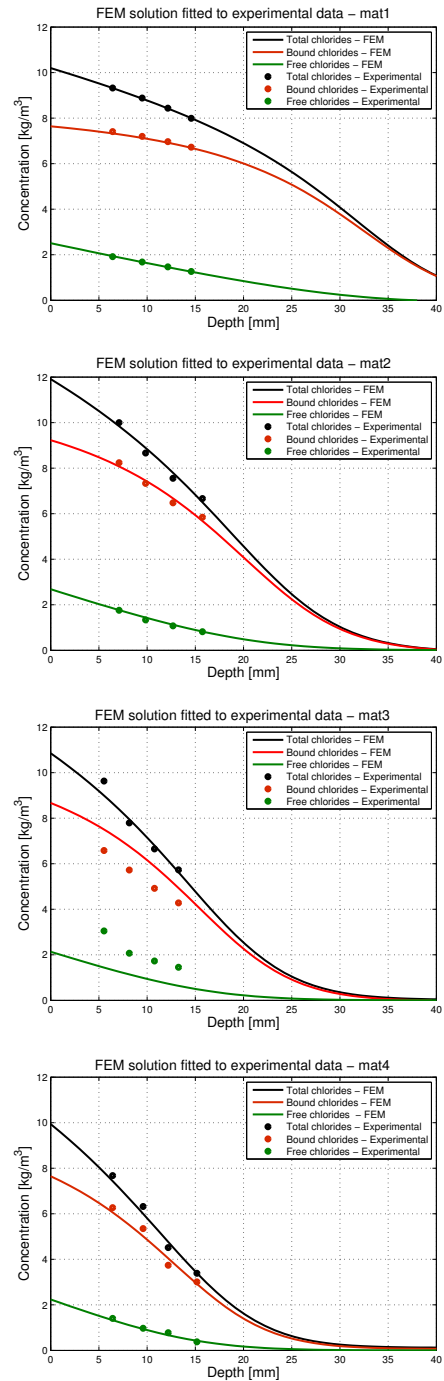 FEM solution fitted to experimental data − mat1
Total chlorides − FEM
Bound chlorides − FEM
Free chlorides − FEM
Total chlorides − Experimental
Bound chlorides − Experimental
Free chlorides − Experimental
Concentration [kg/m³]
12
10
8
6
4
2
0
0 5 10 15 20 25 30 35 40
Depth [mm]
FEM solution fitted to experimental data − mat2
Total chlorides − FEM
Bound chlorides − FEM
Free chlorides − FEM
Total chlorides − Experimental
Bound chlorides − Experimental
Free chlorides − Experimental
Concentration [kg/m³]
12
10
8
6
4
2
0
0 5 10 15 20 25 30 35 40
Depth [mm]
FEM solution fitted to experimental data − mat3
Total chlorides − FEM
Bound chlorides − FEM
Free chlorides − FEM
Total chlorides − Experimental
Bound chlorides − Experimental
Free chlorides − Experimental
Concentration [kg/m³]
12
10
8
6
4
2
0
0 5 10 15 20 25 30 35 40
Depth [mm]
FEM solution fitted to experimental data − mat4
Total chlorides − FEM
Bound chlorides − FEM
Free chlorides − FEM
Total chlorides − Experimental
Bound chlorides − Experimental
Free chlorides − Experimental
Concentration [kg/m³]
12
10
8
6
4
2
0
0 5 10 15 20 25 30 35 40
Depth [mm]